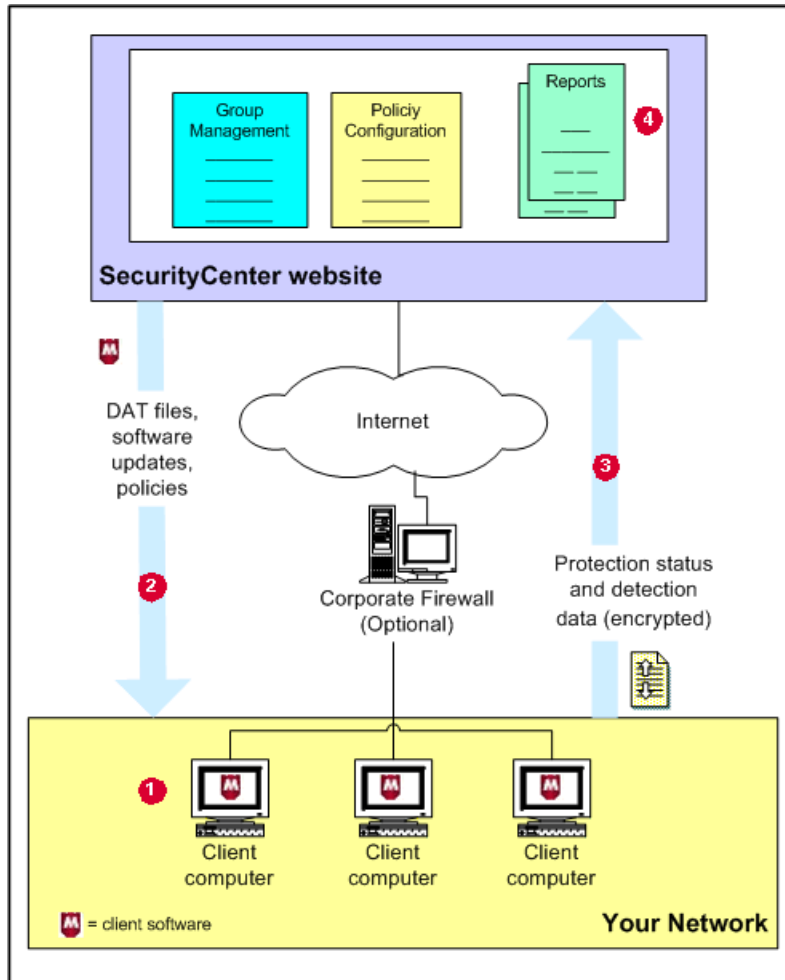 Group
Management
Policiy
Configuration
Reports
4
SecurityCenter website
DAT files,
software
updates,
policies
Internet
3
2
Corporate Firewall
(Optional)
Protection status
and detection
data (encrypted)
1
Client
computer
Client
computer
Client
computer
= client software
Your Network